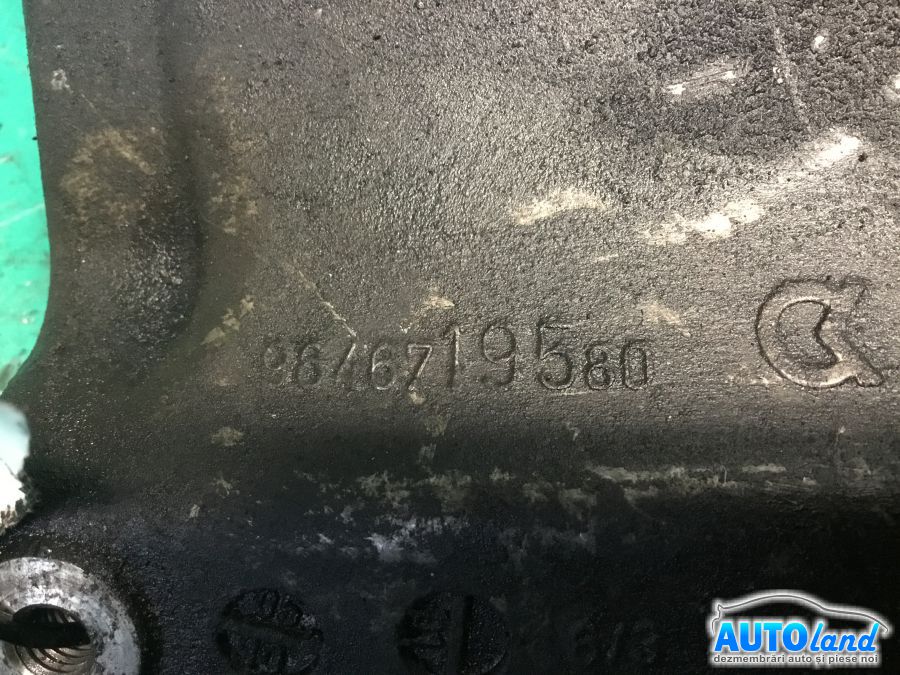 9646719580
AUTOland
dezmembrări auto și piese noi